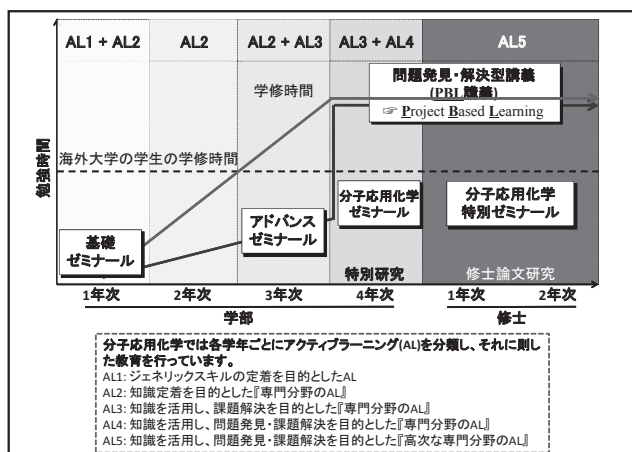 AL1 + AL2
AL2
AL2 + AL3
AL3 + AL4
AL5
問題発見・解決型講義
(PBL講義)
☞ Project Based Learning
学修時間
海外大学の学生の学修時間
勉強時間
基礎
ゼミナール
アドバンス
ゼミナール
分子応用化学
ゼミナール
分子応用化学
特別ゼミナール
特別研究
修士論文研究
1年次
2年次
3年次
4年次
1年次
2年次
学部
修士
分子応用化学では各学年ごとにアクティブラーニング(AL)を分類し、それに則し
た教育を行っています。
AL1: ジェネリックスキルの定着を目的としたAL
AL2: 知識定着を目的とした『専門分野のAL』
AL3: 知識を活用し、課題解決を目的とした『専門分野のAL』
AL4: 知識を活用し、問題発見・課題解決を目的とした『専門分野のAL』
AL5: 知識を活用し、問題発見・課題解決を目的とした『高次な専門分野のAL』